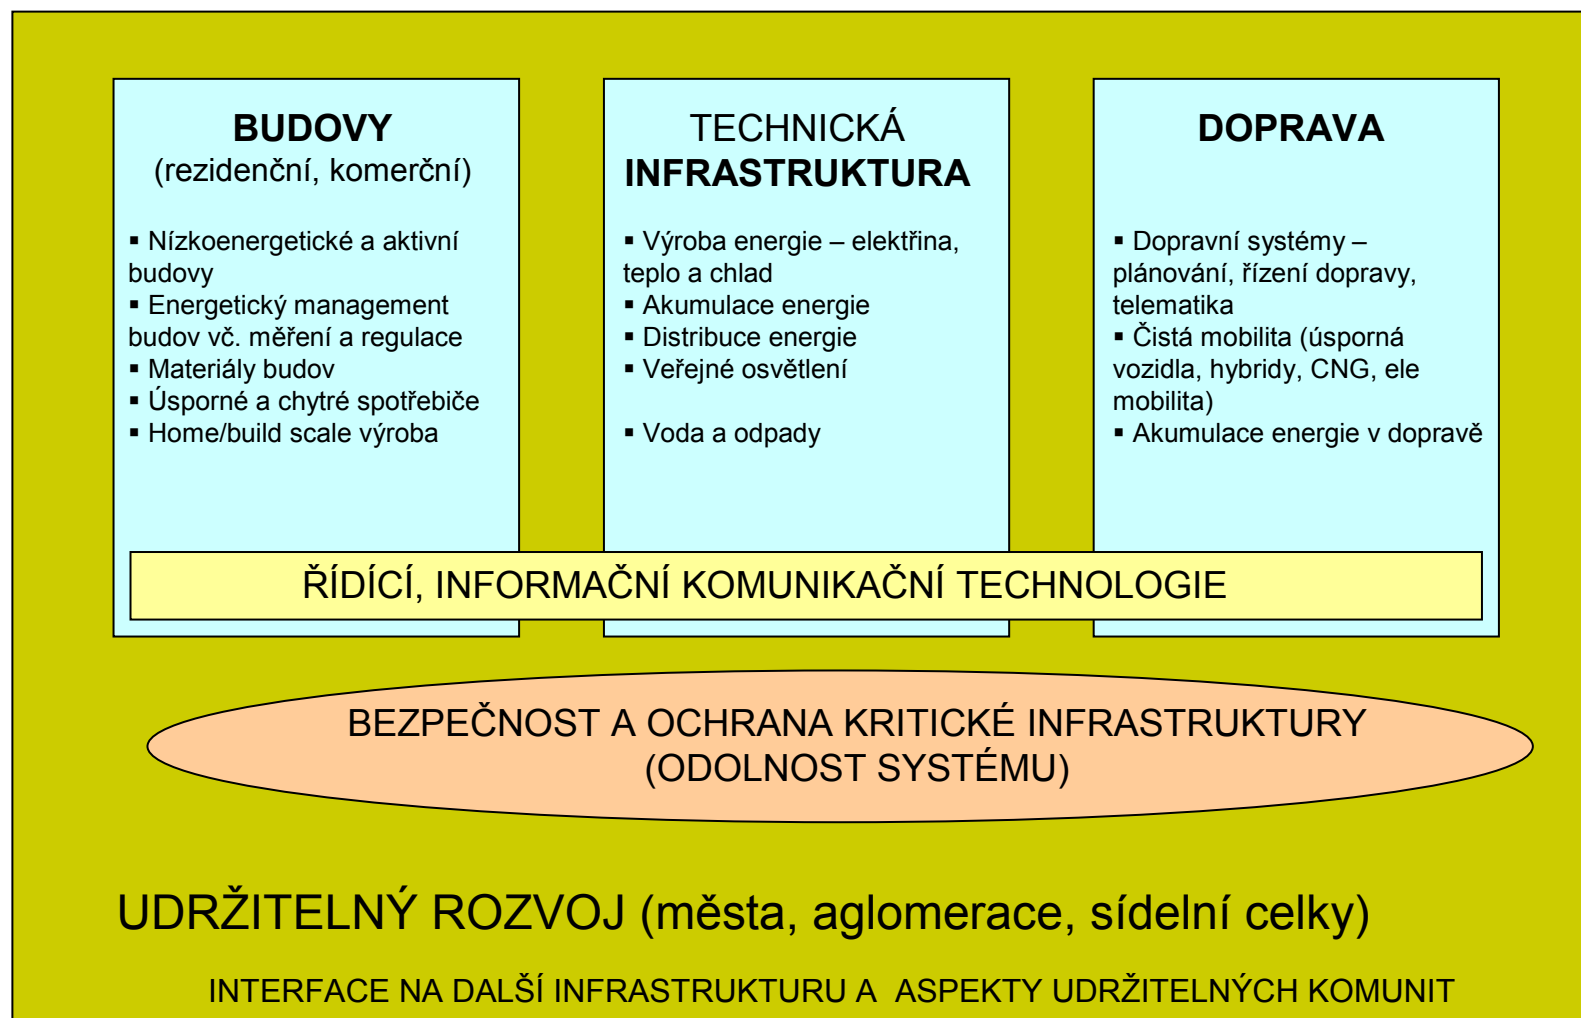 BUDOVY
(rezidenční, komerční)
▪ Nízkoenergetické a aktivní
budovy
▪ Energetický management
budov vč. měření a regulace
▪ Materiály budov
▪ Úsporné a chytré spotřebiče
▪ Home/build scale výroba
TECHNICKÁ
INFRASTRUKTURA
▪ Výroba energie – elektřina,
teplo a chlad
▪ Akumulace energie
▪ Distribuce energie
▪ Veřejné osvětlení
▪ Voda a odpady
DOPRAVA
▪ Dopravní systémy –
plánování, řízení dopravy,
telematika
▪ Čistá mobilita (úsporná
vozidla, hybridy, CNG, ele
mobilita)
▪ Akumulace energie v dopravě
ŘÍDÍCÍ, INFORMAČNÍ KOMUNIKAČNÍ TECHNOLOGIE
BEZPEČNOST A OCHRANA KRITICKÉ INFRASTRUKTURY
(ODOLNOST SYSTÉMU)
UDRŽITELNÝ ROZVOJ (města, aglomerace, sídelní celky)
INTERFACE NA DALŠÍ INFRASTRUKTURU A ASPEKTY UDRŽITELNÝCH KOMUNIT